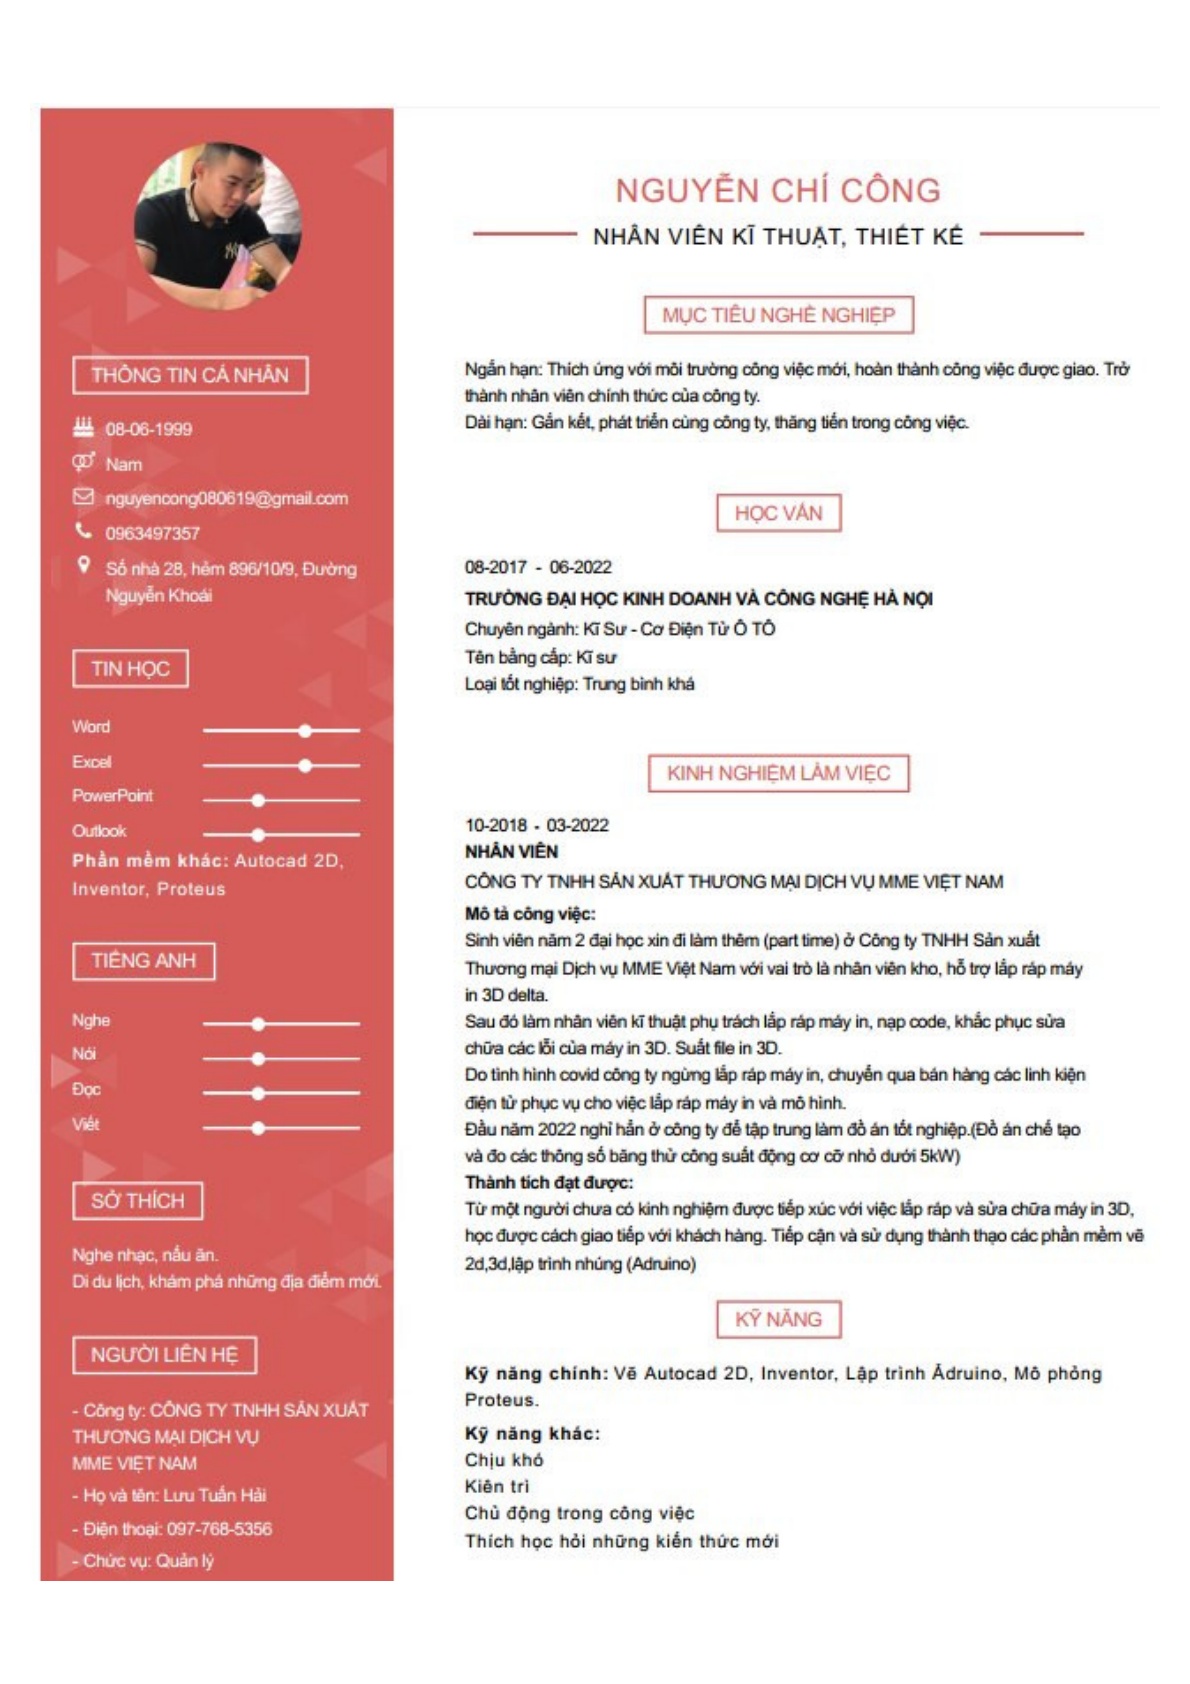 THÔNG TIN CÁ NHÂN
08-06-1999
Nam
nguyencong080619@gmail.com
0963497357
Số nhà 28, hẻm 896/10/9, Đường
Nguyễn Khoái
TIN HỌC
Word
Excel
PowerPoint
Outlook
Phần mềm khác: Autocad 2D,
Inventor, Proteus
TIẾNG ANH
Nghe
Nói
Đọc
Viết
SỞ THÍCH
Nghe nhạc, nấu ăn.
Di du lịch, khám phá những địa điểm mới.
NGƯỜI LIÊN HỆ
- Công ty: CÔNG TY TNHH SẢN XUẤT
THƯƠNG MẠI DỊCH VỤ
MME VIỆT NAM
- Họ và tên: Lưu Tuấn Hải
- Điện thoại: 097-768-5356
- Chức vụ: Quản lý
NGUYỄN CHÍ CÔNG
NHÂN VIÊN KĨ THUẬT, THIẾT KẾ
MỤC TIÊU NGHỀ NGHIỆP
Ngắn hạn: Thích ứng với môi trường công việc mới, hoàn thành công việc được giao. Trở
thành nhân viên chính thức của công ty.
Dài hạn: Gắn kết, phát triển cùng công ty, thăng tiến trong công việc.
HỌC VẤN
08-2017 - 06-2022
TRƯỜNG ĐẠI HỌC KINH DOANH VÀ CÔNG NGHỆ HÀ NỘI
Chuyên ngành: Kĩ Sư - Cơ Điện Tử Ô TÔ
Tên bằng cấp: Kĩ sư
Loại tốt nghiệp: Trung bình khá
KINH NGHIỆM LÀM VIỆC
10-2018 - 03-2022
NHÂN VIÊN
CÔNG TY TNHH SẢN XUẤT THƯƠNG MẠI DỊCH VỤ MME VIỆT NAM
Mô tả công việc:
Sinh viên năm 2 đại học xin đi làm thêm (part time) ở Công ty TNHH Sản xuất
Thương mại Dịch vụ MME Việt Nam với vai trò là nhân viên kho, hỗ trợ lắp ráp máy
in 3D delta.
Sau đó làm nhân viên kĩ thuật phụ trách lắp ráp máy in, nạp code, khắc phục sửa
chữa các lỗi của máy in 3D. Suất file in 3D.
Do tình hình covid công ty ngừng lắp ráp máy in, chuyển qua bán hàng các linh kiện
điện tử phục vụ cho việc lắp ráp máy in và mô hình.
Đầu năm 2022 nghỉ hẳn ở công ty để tập trung làm đồ án tốt nghiệp.(Đồ án chế tạo
và đo các thông số băng thử công suất động cơ cỡ nhỏ dưới 5kW)
Thành tích đạt được:
Từ một người chưa có kinh nghiệm được tiếp xúc với việc lắp ráp và sửa chữa máy in 3D,
học được cách giao tiếp với khách hàng. Tiếp cận và sử dụng thành thạo các phần mềm vẽ
2d,3d,lập trình nhúng (Adruino)
KỸ NĂNG
Kỹ năng chính: Vẽ Autocad 2D, Inventor, Lập trình Ădruino, Mô phỏng
Proteus.
Kỹ năng khác:
Chịu khó
Kiên trì
Chủ động trong công việc
Thích học hỏi những kiến thức mới